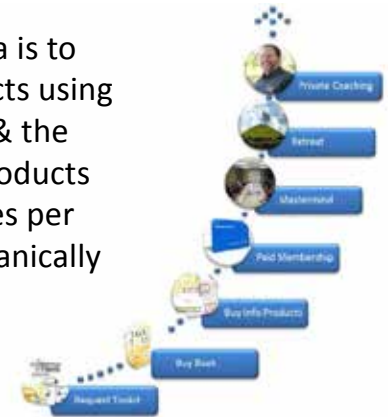 a is to
cts using
& the
roducts
es per
anically
Private Coaching
Retreat
Mastermind
Paid Membership
Buy Info Products
Buy Book
Request Toolkit